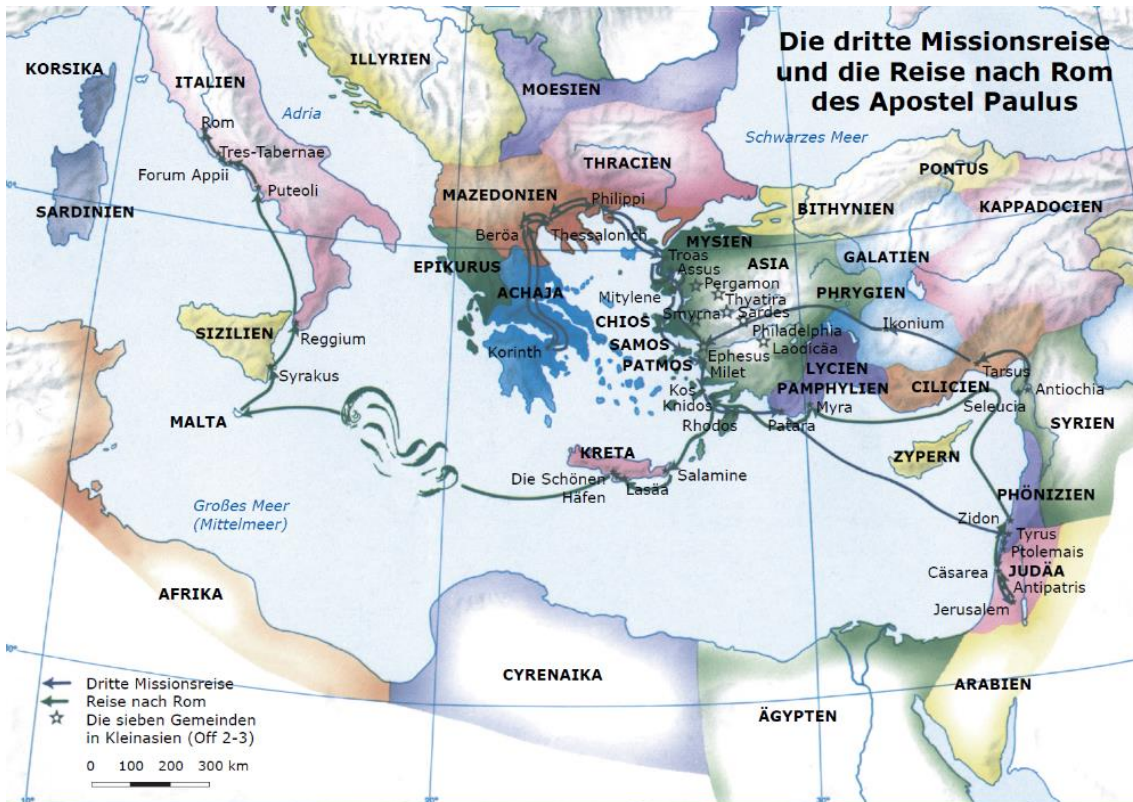 Die dritte Missionsreise
und die Reise nach Rom
des Apostel Paulus
KORSIKA
ITALIEN
ILLYRIEN
MOESIEN
Adria
Schwarzes Meer
Rom
Tres-Tabernae
Forum Appii
Puteoli
SARDINIEN
THRACIEN
MAZEDONIEN
Philippi
PONTUS
BITHYNIEN
KAPPADOCIEN
Beröa
Thessalonich
MYSIEN
GALATIEN
EPIKURUS
Troas
Assus
ASIA
ACHAJA
Pergamon
Mitylene
Thyatira
PHRYGIEN
SIZILIEN
CHIOS
Smyrna
Sardes
Ikonium
Reggium
Philadelphia
SAMOS
Korinth
Ephesus
Laodicäa
PATMOS
Milet
LYCIEN
Tarsus
Syrakus
PAMPHYLIEN
CILICIEN
Antiochia
Kos
Knidos
Myra
Seleucia
MALTA
Rhodos
Patara
SYRIEN
KRETA
ZYPERN
Die Schönen
Häfen
Lasäa
Salamine
PHÖNIZIEN
Großes Meer
(Mittelmeer)
Zidon
Tyrus
Ptolemais
Cäsarea
JUDÄA
Antipatris
AFRIKA
Jerusalem
CYRENAIKA
ÄGYPTEN
ARABIEN
Dritte Missionsreise
Reise nach Rom
Die sieben Gemeinden
in Kleinasien (Off 2-3)
0 100 200 300 km